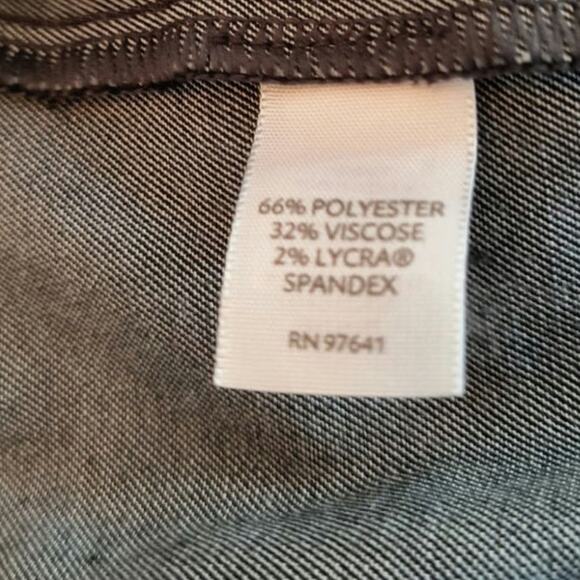 66% POLYESTER
32% VISCOSE
2% LYCRA®
SPANDEX
RN 97641